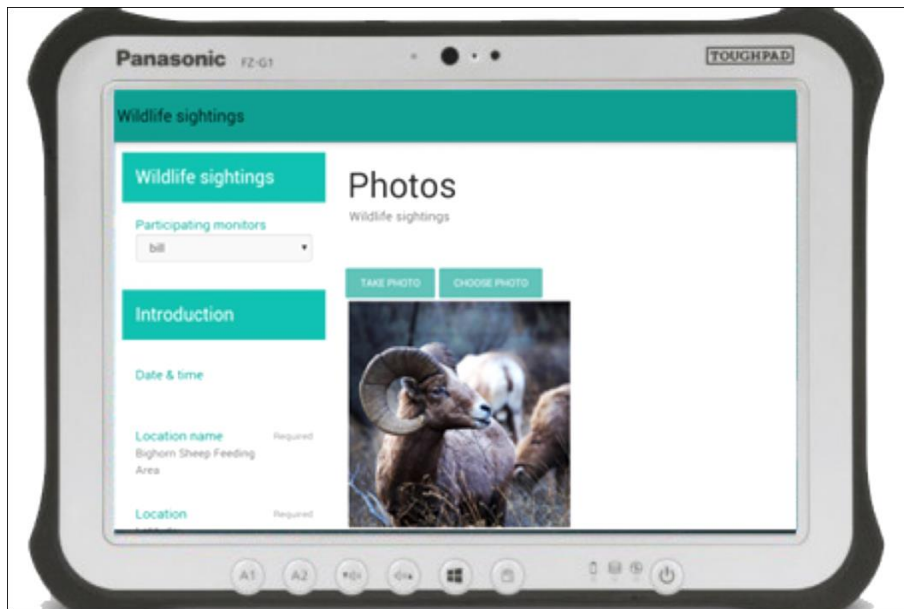 Panasonic FZ-G1
TOUGHPAD
Wildlife sightings
Wildlife sightings
Participating monitors
bill
Introduction
Date & time
Location name Required
Bighorn Sheep Feeding
Area
Location Required
Photos
Wildlife sightings
TAKE PHOTO CHOOSE PHOTO
A1 A2